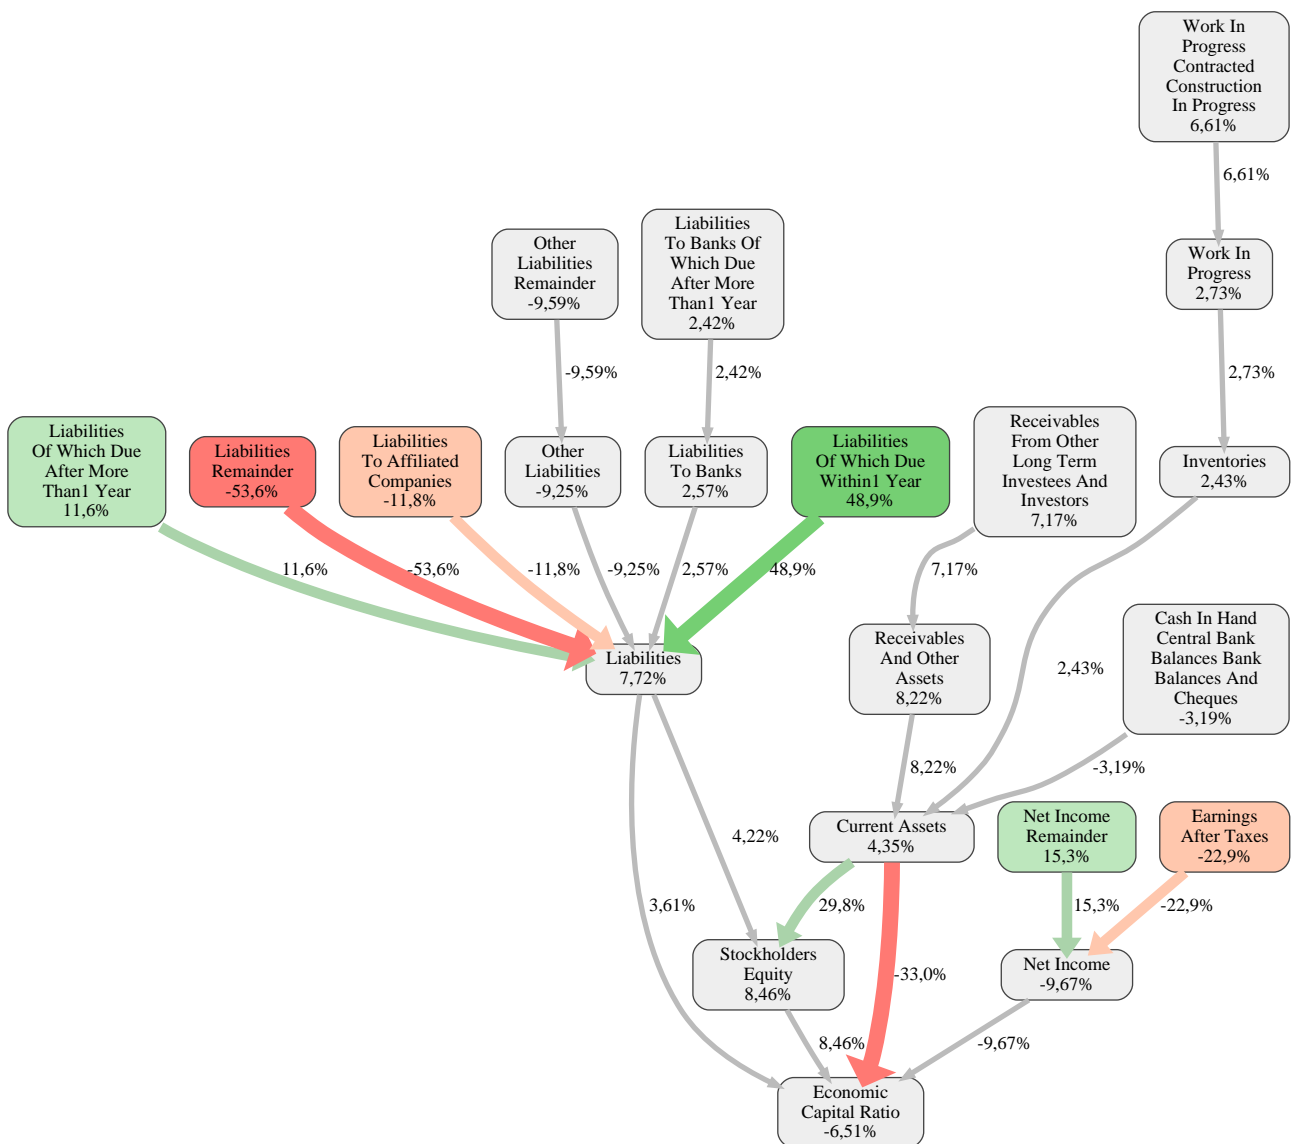 Work In
Progress
Contracted
Construction
In Progress
6,61%
6,61%
Work In
Progress
2,73%
2,73%
Other
Liabilities
Remainder
-9,59%
-9,59%
Liabilities
To Banks Of
Which Due
After More
Than1 Year
2,42%
2,42%
Liabilities
Of Which Due
After More
Than1 Year
11,6%
11,6%
Liabilities
Remainder
-53,6%
-53,6%
Liabilities
To Affiliated
Companies
-11,8%
-11,8%
Other
Liabilities
-9,25%
-9,25%
Liabilities
To Banks
2,57%
2,57%
Liabilities
Of Which Due
Within1 Year
48,9%
48,9%
Receivables
From Other
Long Term
Investees And
Investors
7,17%
7,17%
Inventories
2,43%
2,43%
Liabilities
7,72%
4,22%
3,61%
Receivables
And Other
Assets
8,22%
8,22%
Cash In Hand
Central Bank
Balances Bank
Balances And
Cheques
-3,19%
-3,19%
Current Assets
4,35%
29,8%
-33,0%
Net Income
Remainder
15,3%
15,3%
Earnings
After Taxes
-22,9%
-22,9%
Stockholders
Equity
8,46%
8,46%
Net Income
-9,67%
-9,67%
Economic
Capital Ratio
-6,51%